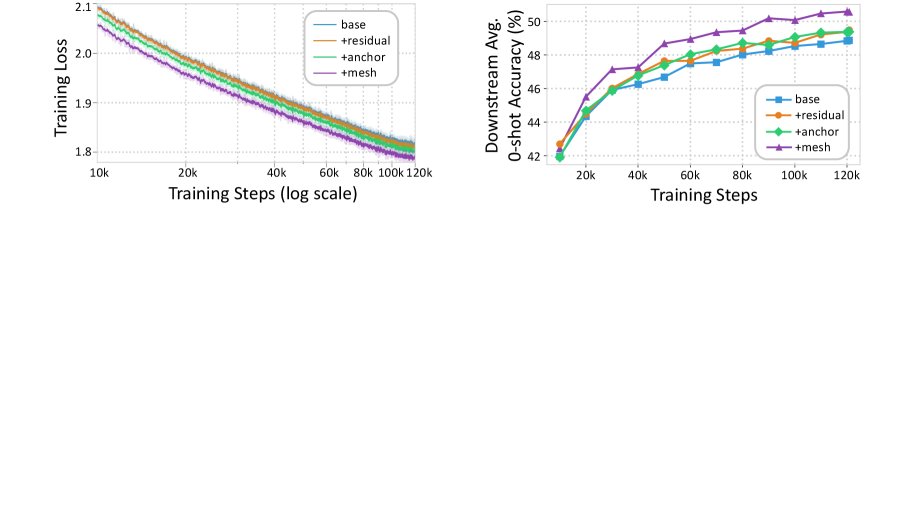 Training Loss
2.1
2.0
1.9
1.8
10k 20k 40k 60k 80k 100k 120k
Training Steps (log scale)
base
+residual
+anchor
+mesh
Downstream Avg.
0-shot Accuracy (%)
50
48
46
44
42
20k 40k 60k 80k 100k 120k
Training Steps
base
+residual
+anchor
+mesh